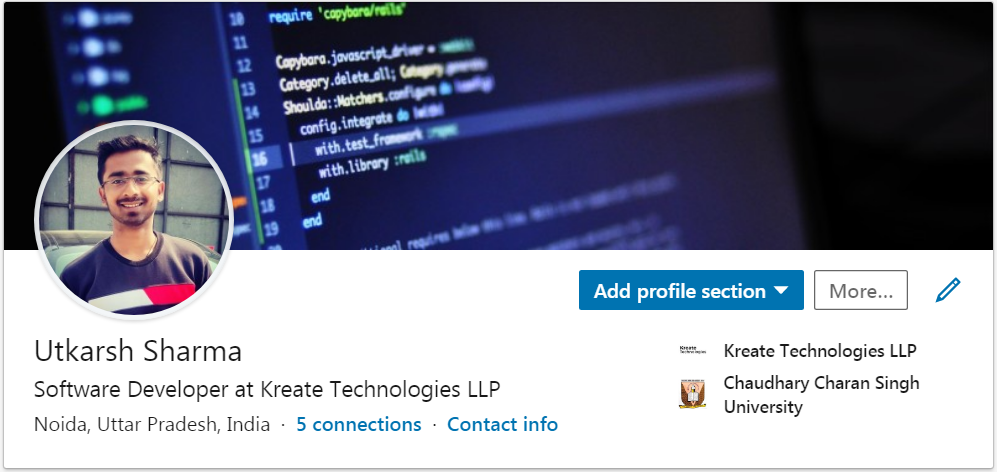 10 require 'capybara/rails'
11
12 Capybara.javascript_driver =
13 Category.delete_all; Category
14 Shoulda::Matchers.configure do
15 config.integrate do
16 with.test_framework
17 with.library :rails
18 end
19 end
Add profile section
More...
Utkarsh Sharma
Software Developer at Kreate Technologies LLP
Noida, Uttar Pradesh, India · 5 connections · Contact info
Kreate
Technologies
Kreate Technologies LLP
Chaudhary Charan Singh
University